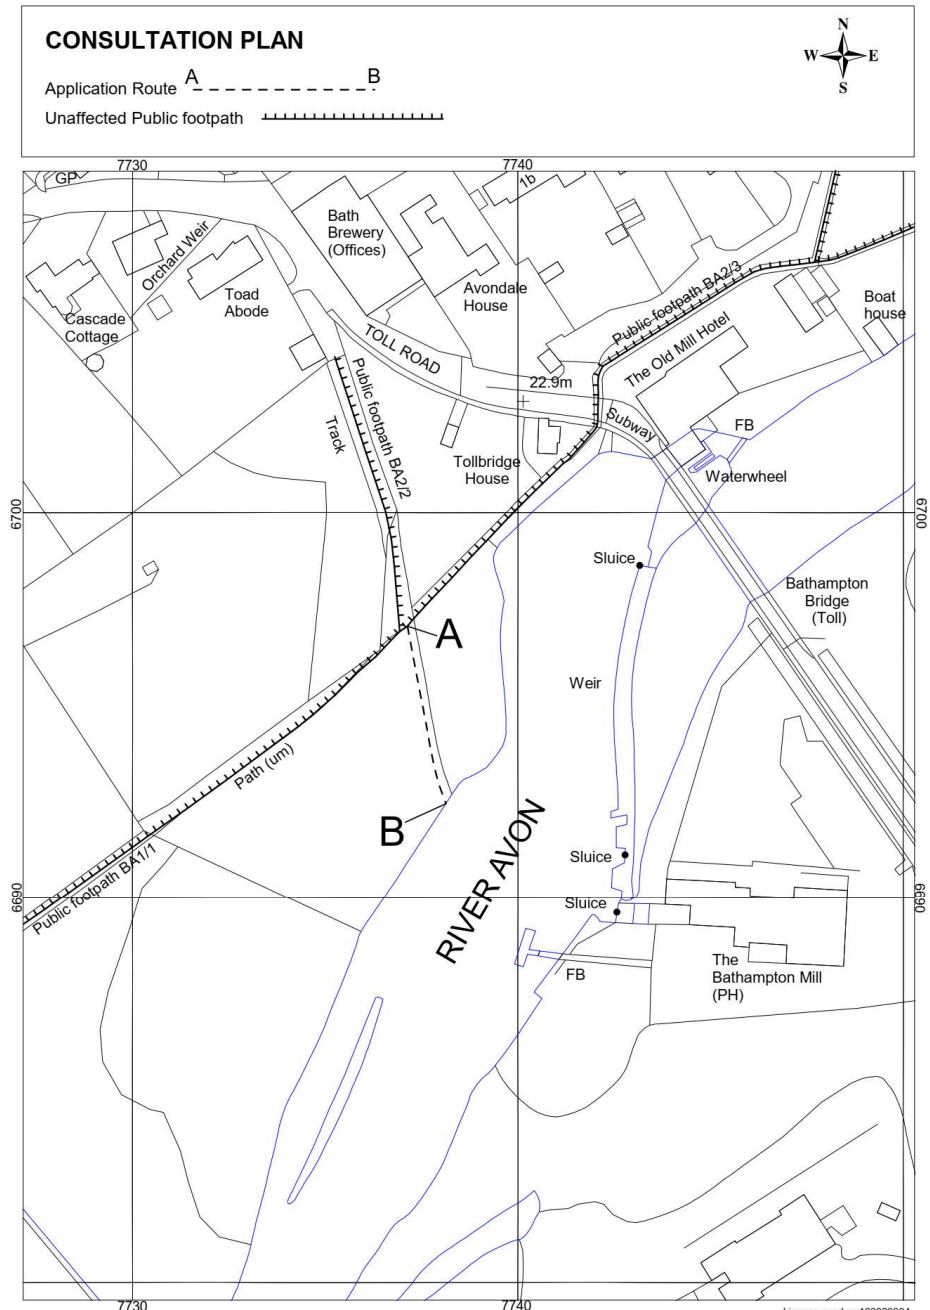 CONSULTATION PLAN
Application Route A B
Unaffected Public footpath
N
W E
S
7730
7740
GP
1b
Bath
Brewery
(Offices)
Orchard Weir
Toad
Abode
Cascade
Cottage
Avondale
House
Boat
house
Public footpath BA2/3
The Old Mill Hotel
TOLL ROAD
22.9m
Subway
FB
Waterwheel
Public footpath BA2/2
Track
Tollbridge
House
6700
6700
Sluice
Bathampton
Bridge
(Toll)
A
Weir
Path (um)
B
RIVER AVON
Sluice
Public footpath BA1/1
6690
6690
Sluice
FB
The
Bathampton Mill
(PH)
7730
7740